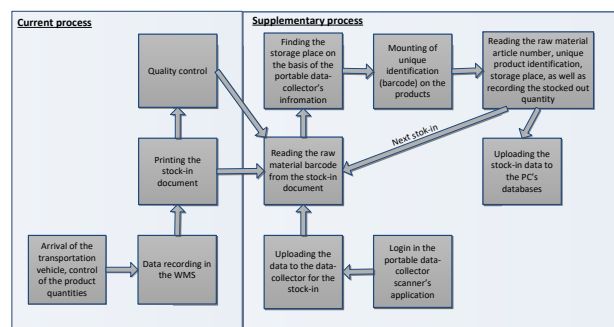 Current process
Supplementary process
Quality control
Finding the
storage place on
the basis of the
portable data-
collector's
infromation
Mounting of
unique
identification
(barcode) on the
products
Reading the raw material
article number, unique
product identification,
storage place, as well as
recording the stocked out
quantity
Printing the
stock-in
document
Reading the raw
material barcode
from the stock-in
document
Next stok-in
Uploading the
stock-in data to
the PC's
databases
Arrival of the
transportation
vehicle, control
of the product
quantities
Data recording in
the WMS
Uploading the
data to the data-
collector for the
stock-in
Login in the
portable data-
collector
scanner's
application